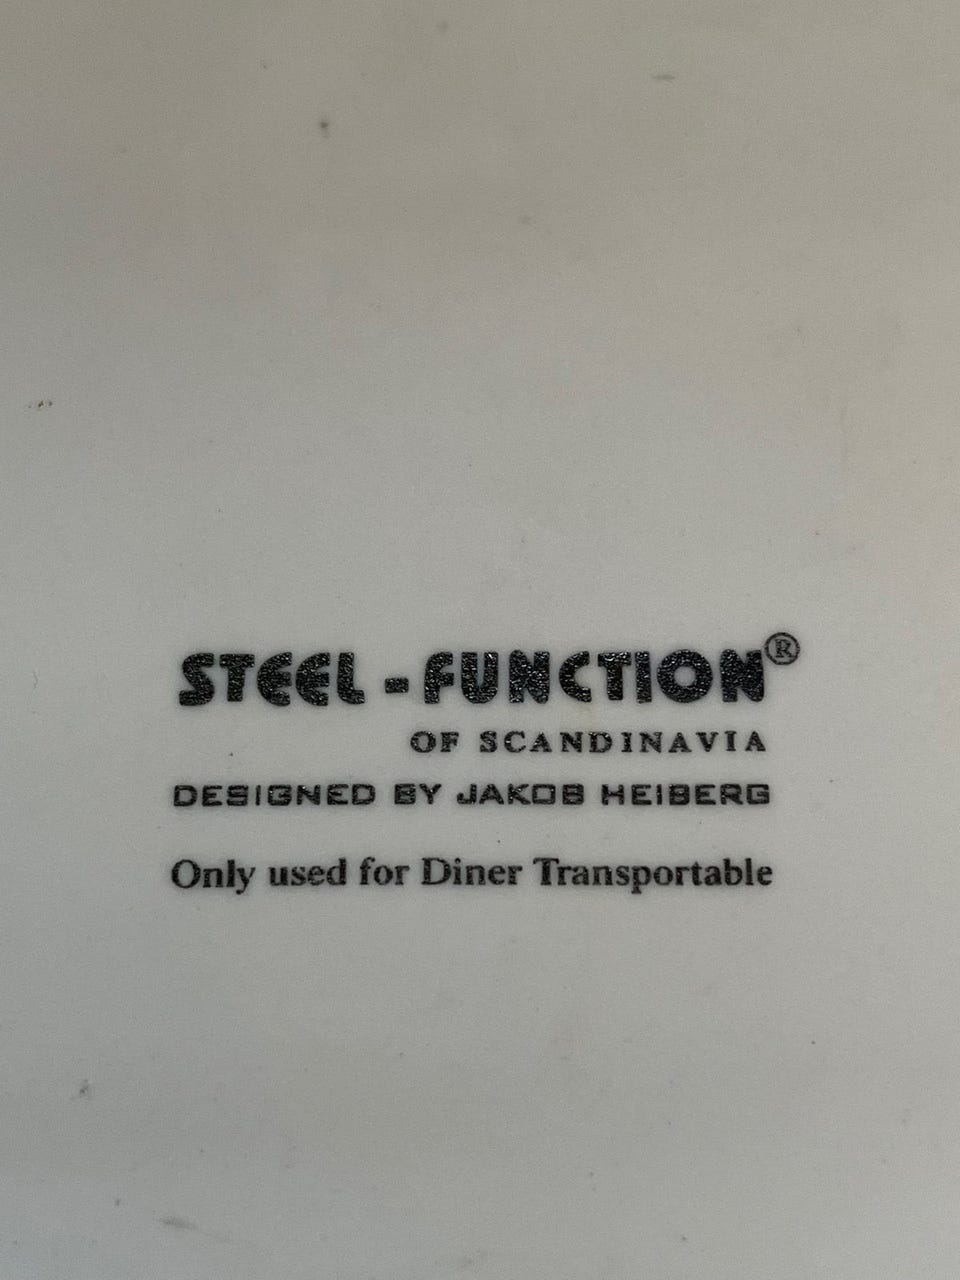 STEEL-FUNCTION®
OF SCANDINAVIA
DESIGNED BY JAKOB HEIBERG
Only used for Diner Transportable